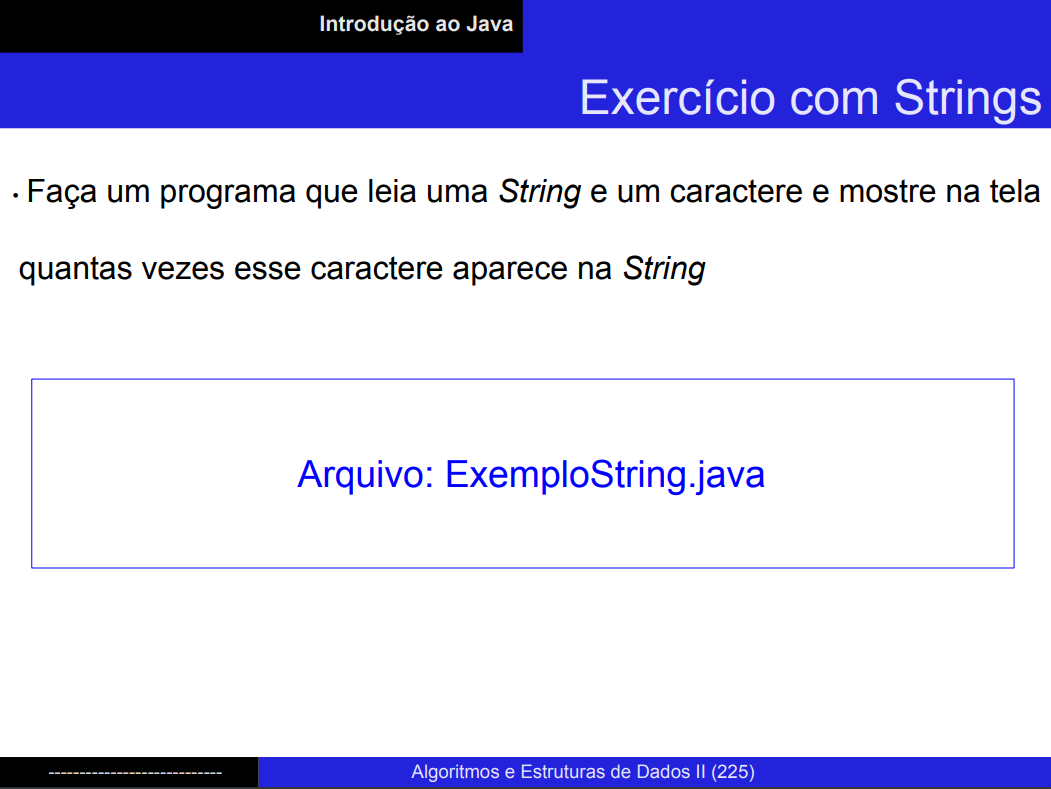 Introdução ao Java
Exercício com Strings
· Faça um programa que leia uma String e um caractere e mostre na tela
quantas vezes esse caractere aparece na String
Arquivo: ExemploString.java
---------------------------- Algoritmos e Estruturas de Dados II (225)